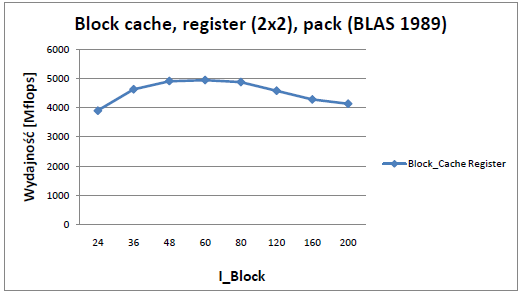 Block cache, register (2x2), pack (BLAS 1989)
Wydajność [Mflops]
6000
5000
4000
3000
2000
1000
0
24 36 48 60 80 120 160 200
I_Block
Block_Cache Register